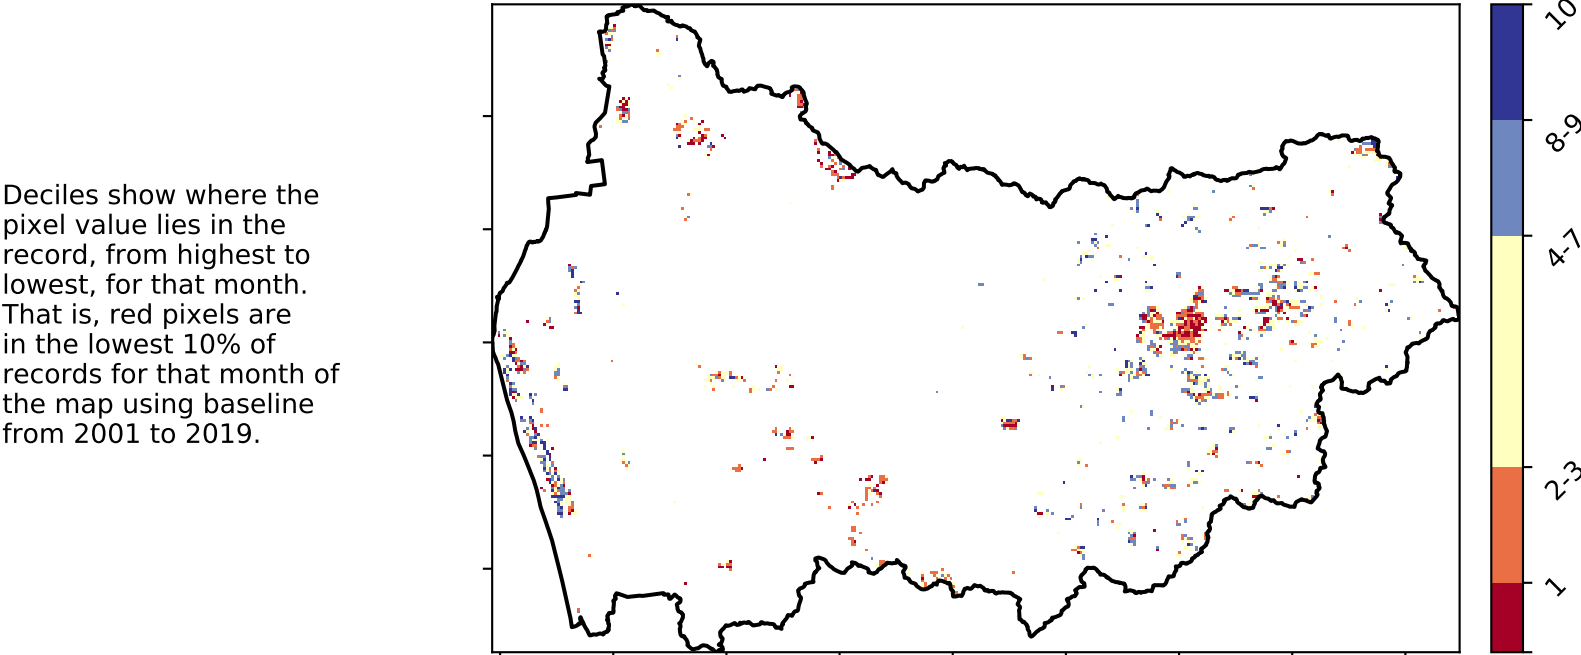 Deciles show where the
pixel value lies in the
record, from highest to
lowest, for that month.
That is, red pixels are
in the lowest 10% of
records for that month of
the map using baseline
from 2001 to 2019.
10
8-9
4-7
2-3
1